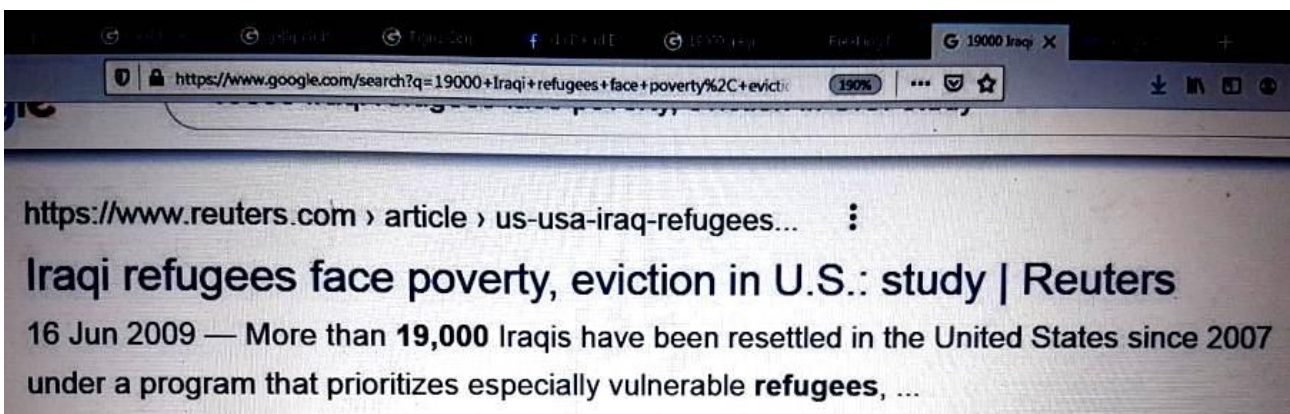 G 19000 Iraqi X
https://www.google.com/search?q=19000+Iraqi+refugees+face+poverty%2C+evictic
190%
https://www.reuters.com › article › us-usa-iraq-refugees...
Iraqi refugees face poverty, eviction in U.S.: study | Reuters
16 Jun 2009 — More than 19,000 Iraqis have been resettled in the United States since 2007
under a program that prioritizes especially vulnerable refugees, ...